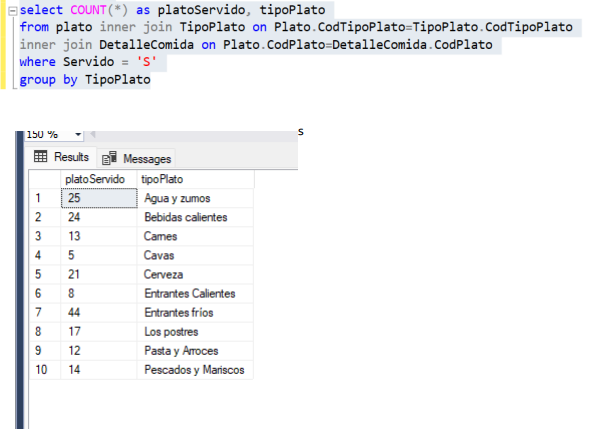 select COUNT(*) as platoServido, tipoPlato
from plato inner join TipoPlato on Plato.CodTipoPlato=TipoPlato.CodTipoPlato
inner join DetalleComida on Plato.CodPlato=DetalleComida.CodPlato
where Servido = 'S'
group by TipoPlato
150 %
s
Results Messages
platoServido tipoPlato
1 25 Agua y zumos
2 24 Bebidas calientes
3 13 Carnes
4 5 Cavas
5 21 Cerveza
6 8 Entrantes Calientes
7 44 Entrantes fríos
8 17 Los postres
9 12 Pasta y Arroces
10 14 Pescados y Mariscos